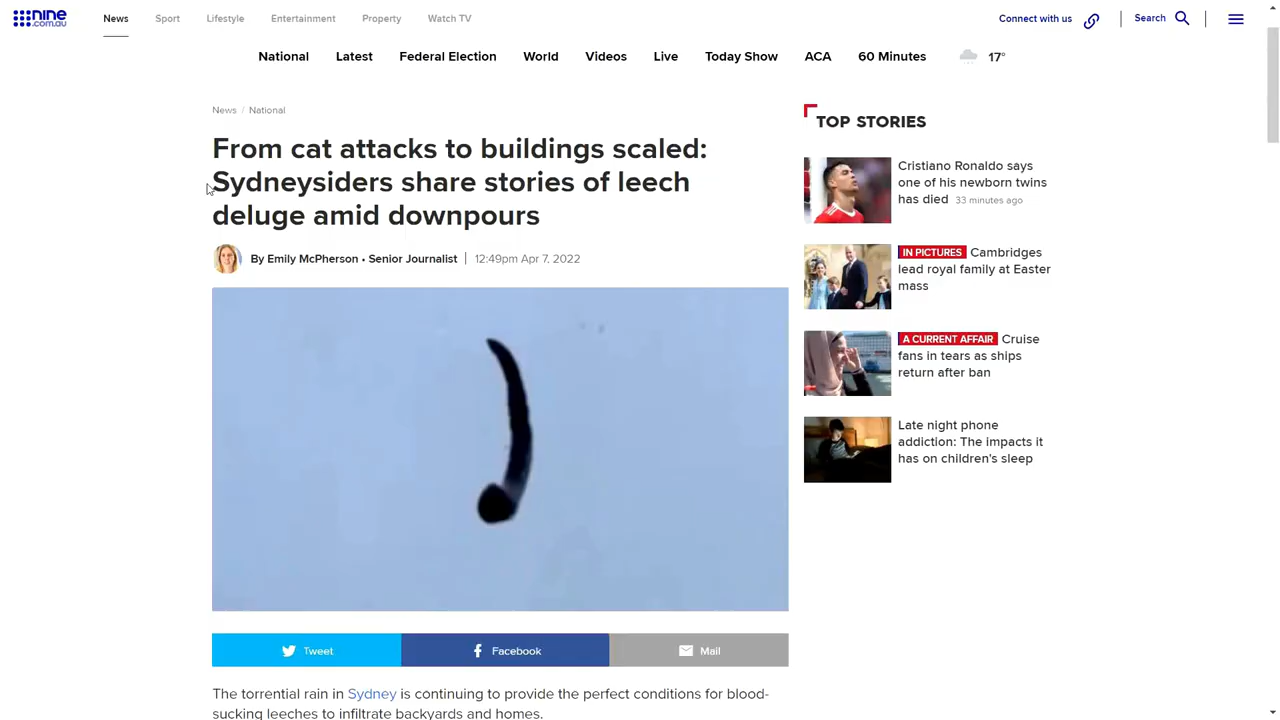 nine.com.au
News Sport Lifestyle Entertainment Property Watch TV
Connect with us Search
National Latest Federal Election World Videos Live Today Show ACA 60 Minutes 17°
News / National
From cat attacks to buildings scaled:
Sydneysiders share stories of leech
deluge amid downpours
By Emily McPherson • Senior Journalist | 12:49pm Apr 7, 2022
Tweet Facebook Mail
The torrential rain in Sydney is continuing to provide the perfect conditions for blood-
sucking leeches to infiltrate backyards and homes.
TOP STORIES
Cristiano Ronaldo says
one of his newborn twins
has died 33 minutes ago
IN PICTURES Cambridges
lead royal family at Easter
mass
A CURRENT AFFAIR Cruise
fans in tears as ships
return after ban
Late night phone
addiction: The impacts it
has on children's sleep